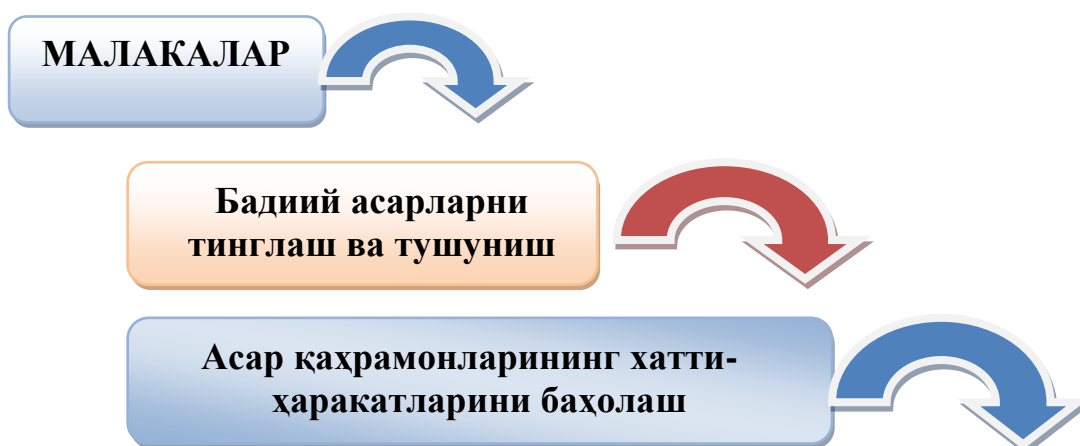 МАЛАКАЛАР
Бадиий асарларни
тинглаш ва тушуниш
Асар қаҳрамонларининг хатти-
ҳаракатларини баҳолаш